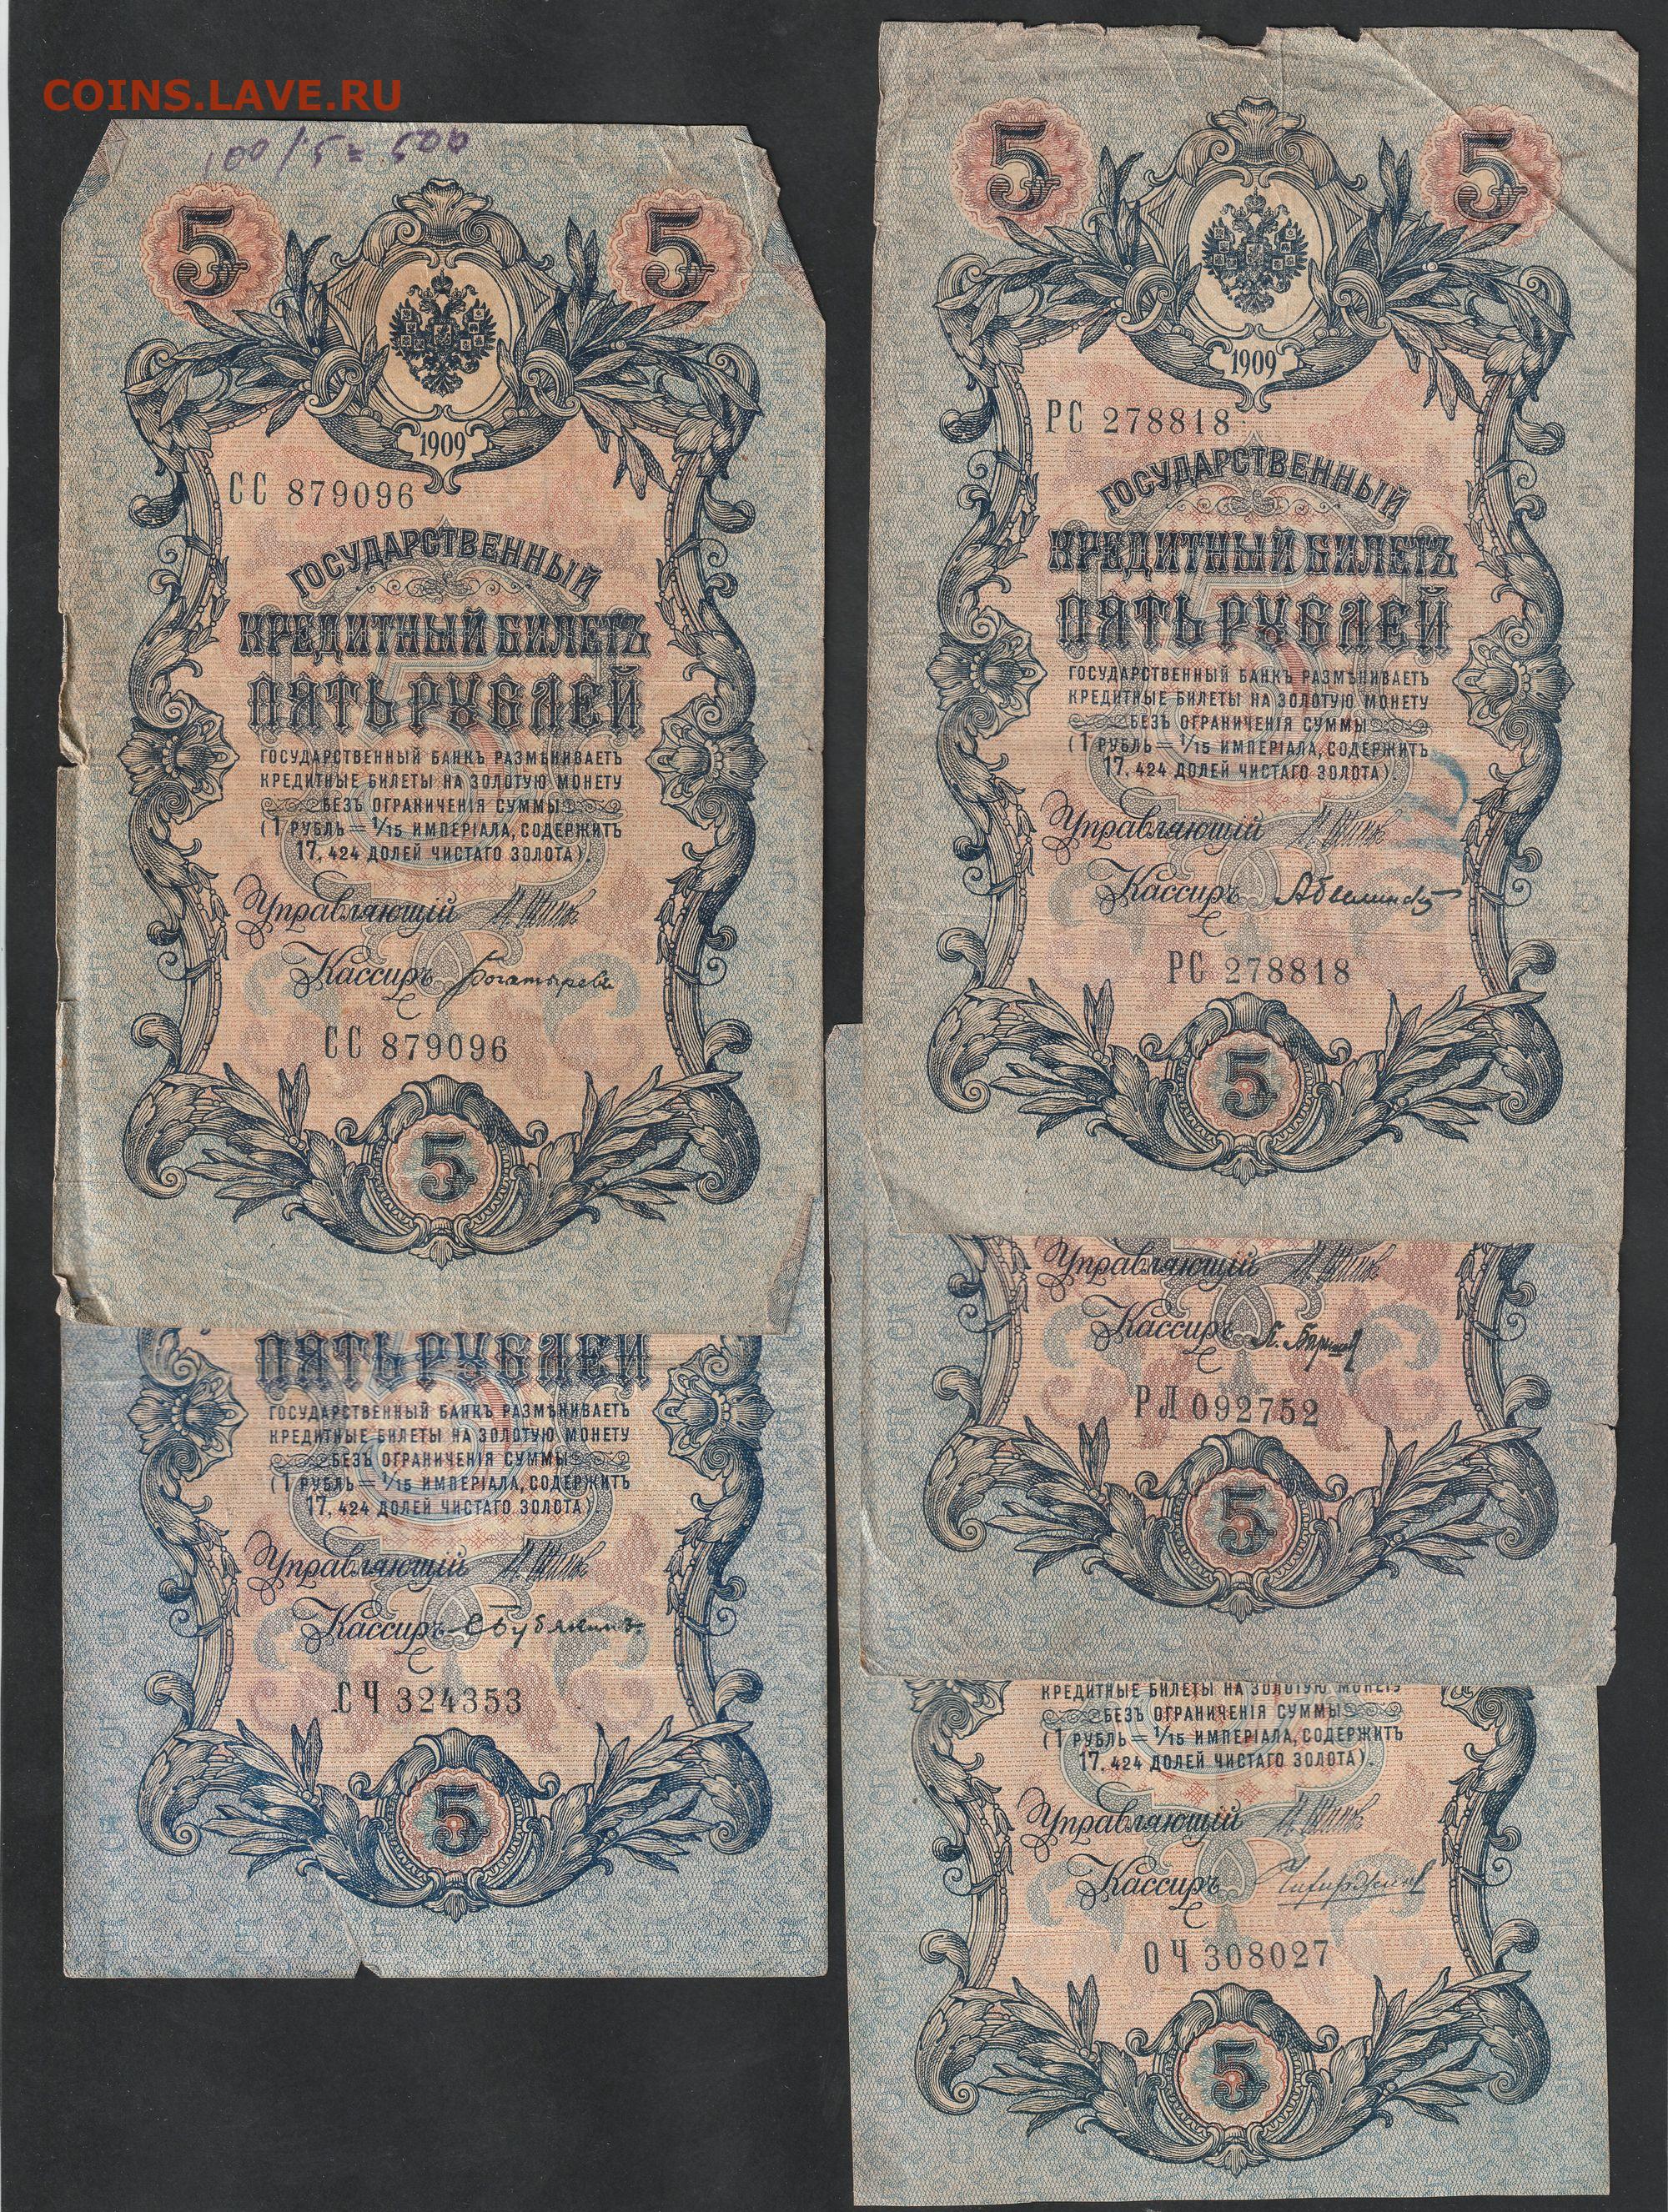 COINS.LAVE.RU
100/5=500
5 5
1909
СС 879096
ГОСУДАРСТВЕННЫЙ
КРЕДИТНЫЙ БИЛЕТЪ
ПЯТЬ РУБЛЕЙ
ГОСУДАРСТВЕННЫЙ БАНКЪ РАЗМѢНИВАЕТЪ
КРЕДИТНЫЕ БИЛЕТЫ НА ЗОЛОТУЮ МОНЕТУ
БЕЗЪ ОГРАНИЧЕНІЯ СУММЫ
(1 РУБЛЬ = 1/15 ИМПЕРІАЛА, СОДЕРЖИТЪ
17,424 ДОЛЕЙ ЧИСТАГО ЗОЛОТА).
Управляющій
Кассиръ Богатыревъ
СС 879096
5
ПЯТЬ РУБЛЕЙ
ГОСУДАРСТВЕННЫЙ БАНКЪ РАЗМѢНИВАЕТЪ
КРЕДИТНЫЕ БИЛЕТЫ НА ЗОЛОТУЮ МОНЕТУ
БЕЗЪ ОГРАНИЧЕНІЯ СУММЫ
(1 РУБЛЬ = 1/15 ИМПЕРІАЛА, СОДЕРЖИТЪ
17,424 ДОЛЕЙ ЧИСТАГО ЗОЛОТА).
Управляющій
Кассиръ СБубякинъ
СЧ 324353
5
5 5
1909
РС 278818
ГОСУДАРСТВЕННЫЙ
КРЕДИТНЫЙ БИЛЕТЪ
ПЯТЬ РУБЛЕЙ
ГОСУДАРСТВЕННЫЙ БАНКЪ РАЗМѢНИВАЕТЪ
КРЕДИТНЫЕ БИЛЕТЫ НА ЗОЛОТУЮ МОНЕТУ
БЕЗЪ ОГРАНИЧЕНІЯ СУММЫ
(1 РУБЛЬ = 1/15 ИМПЕРІАЛА, СОДЕРЖИТЪ
17,424 ДОЛЕЙ ЧИСТАГО ЗОЛОТА).
Управляющій
Кассиръ
РС 278818
5
Управляющій
Кассиръ
РЛ 092752
5
КРЕДИТНЫЕ БИЛЕТЫ НА ЗОЛОТУЮ МОНЕТУ
БЕЗЪ ОГРАНИЧЕНІЯ СУММЫ
(1 РУБЛЬ = 1/15 ИМПЕРІАЛА, СОДЕРЖИТЪ
17,424 ДОЛЕЙ ЧИСТАГО ЗОЛОТА).
Управляющій
Кассиръ
ОЧ 308027
5